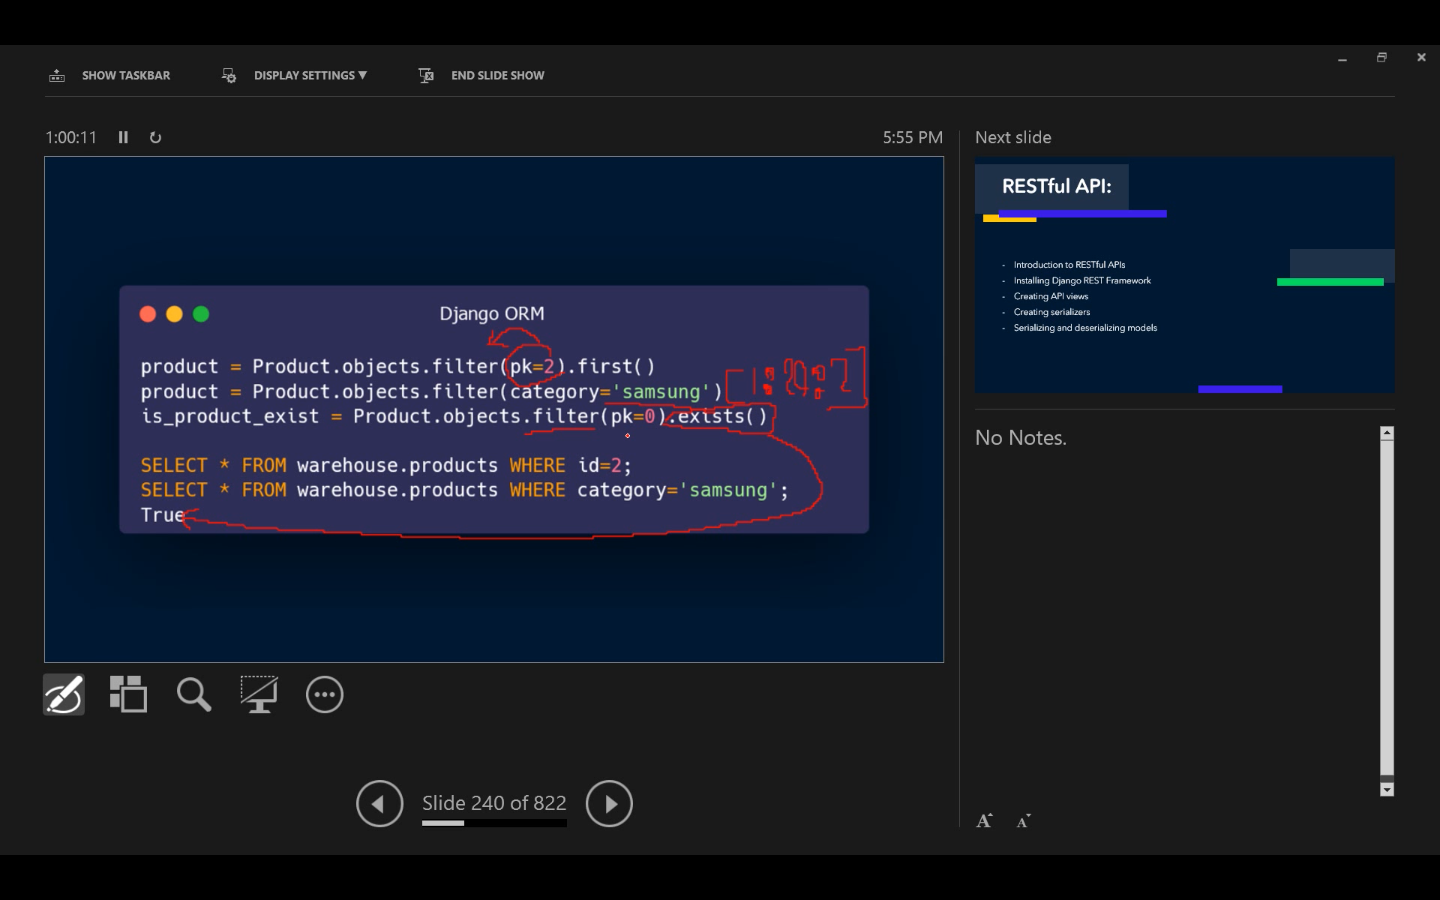 SHOW TASKBAR
DISPLAY SETTINGS ▼
END SLIDE SHOW
1:00:11
5:55 PM
Next slide
Django ORM
product = Product.objects.filter(pk=2).first()
product = Product.objects.filter(category='samsung')
is_product_exist = Product.objects.filter(pk=0).exists()
SELECT * FROM warehouse.products WHERE id=2;
SELECT * FROM warehouse.products WHERE category='samsung';
True
RESTful API:
- Introduction to RESTful APIs
- Installing Django REST Framework
- Creating API views
- Creating serializers
- Serializing and deserializing models
No Notes.
Slide 240 of 822
A A